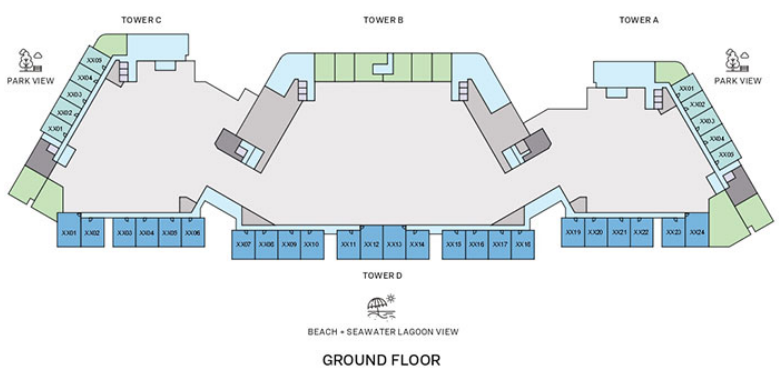 TOWER C
TOWER B
TOWER A
PARK VIEW
PARK VIEW
XX05
XX04
XX03
XX02
XX01
XX01
XX02
XX03
XX04
XX05
XX01 XX02 XX03 XX04 XX05 XX06
XX07 XX08 XX09 XX10 XX11 XX12 XX13 XX14 XX15 XX16 XX17 XX18
XX19 XX20 XX21 XX22 XX23 XX24
TOWER D
BEACH + SEAWATER LAGOON VIEW
GROUND FLOOR